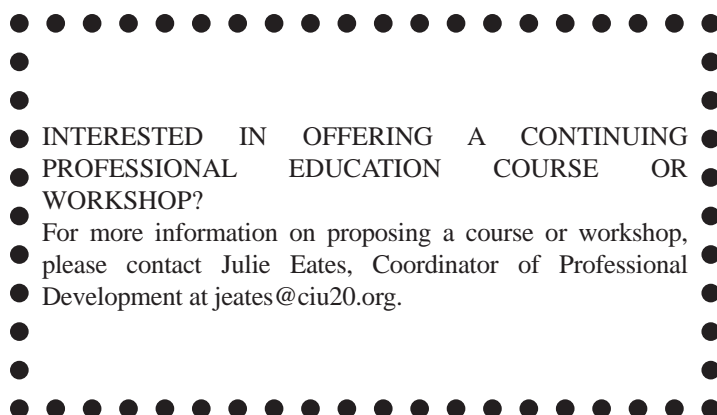 INTERESTED IN OFFERING A CONTINUING
PROFESSIONAL EDUCATION COURSE OR
WORKSHOP?
For more information on proposing a course or workshop,
please contact Julie Eates, Coordinator of Professional
Development at jeates@ciu20.org.